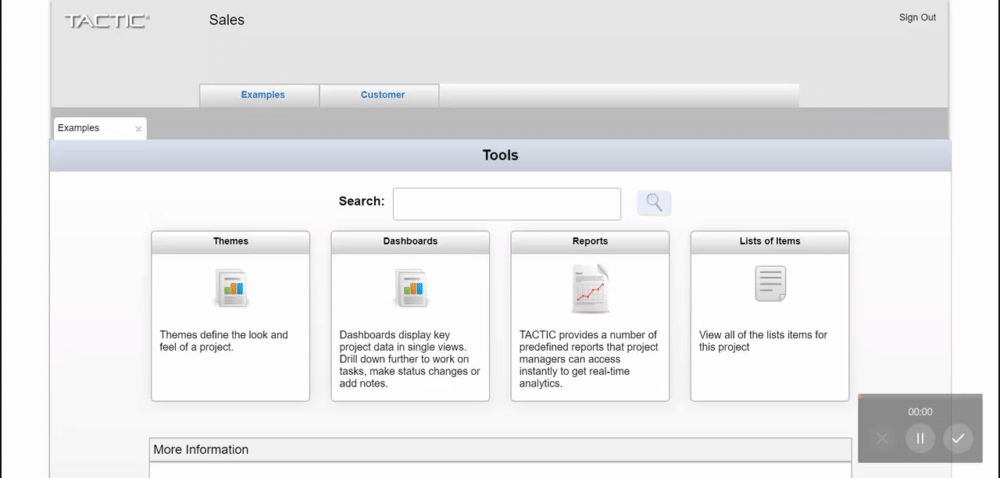 TACTIC
Sales
Sign Out
Examples
Customer
Examples
Tools
Search:
Themes
Themes define the look and
feel of a project.
Dashboards
Dashboards display key
project data in single views.
Drill down further to work on
tasks, make status changes or
add notes.
Reports
TACTIC provides a number of
predefined reports that project
managers can access
instantly to get real-time
analytics.
Lists of Items
View all of the lists items for
this project
More Information
00:00